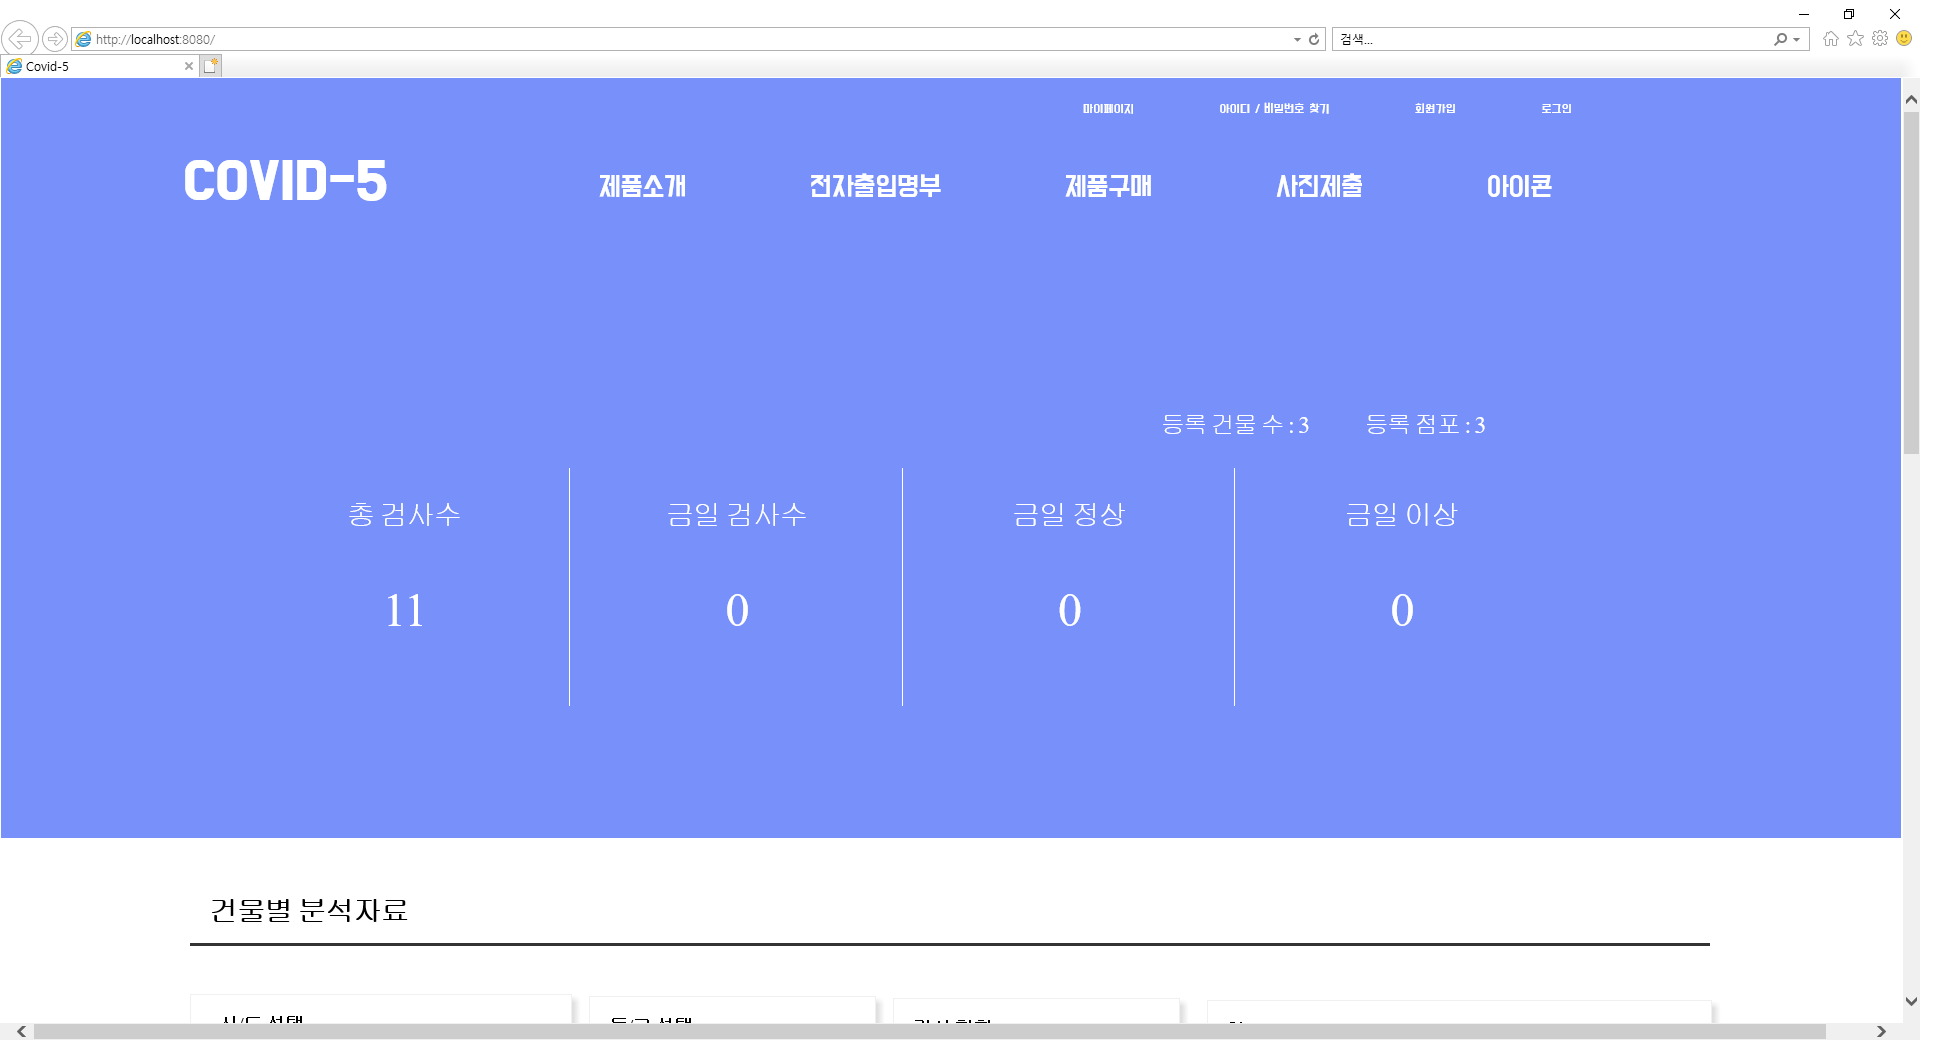 http://localhost:8080/
검색...
Covid-5
마이페이지 아이디 / 비밀번호 찾기 회원가입 로그인
COVID-5 제품소개 전자출입명부 제품구매 사진제출 아이콘
등록 건물 수 : 3 등록 점포 : 3
총 검사수 금일 검사수 금일 정상 금일 이상
11 0 0 0
건물별 분석자료
시/도 선택